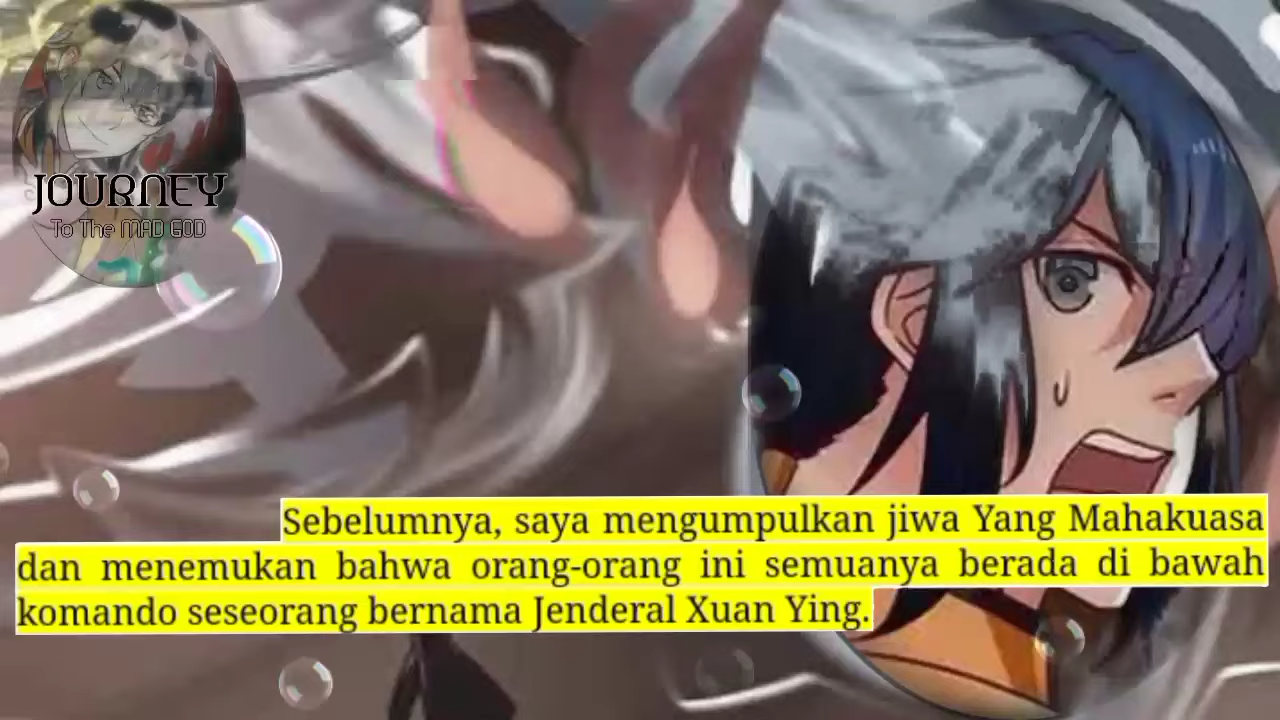 JOURNEY
To The MAD GOD
Sebelumnya, saya mengumpulkan jiwa Yang Mahakuasa
dan menemukan bahwa orang-orang ini semuanya berada di bawah
komando seseorang bernama Jenderal Xuan Ying.